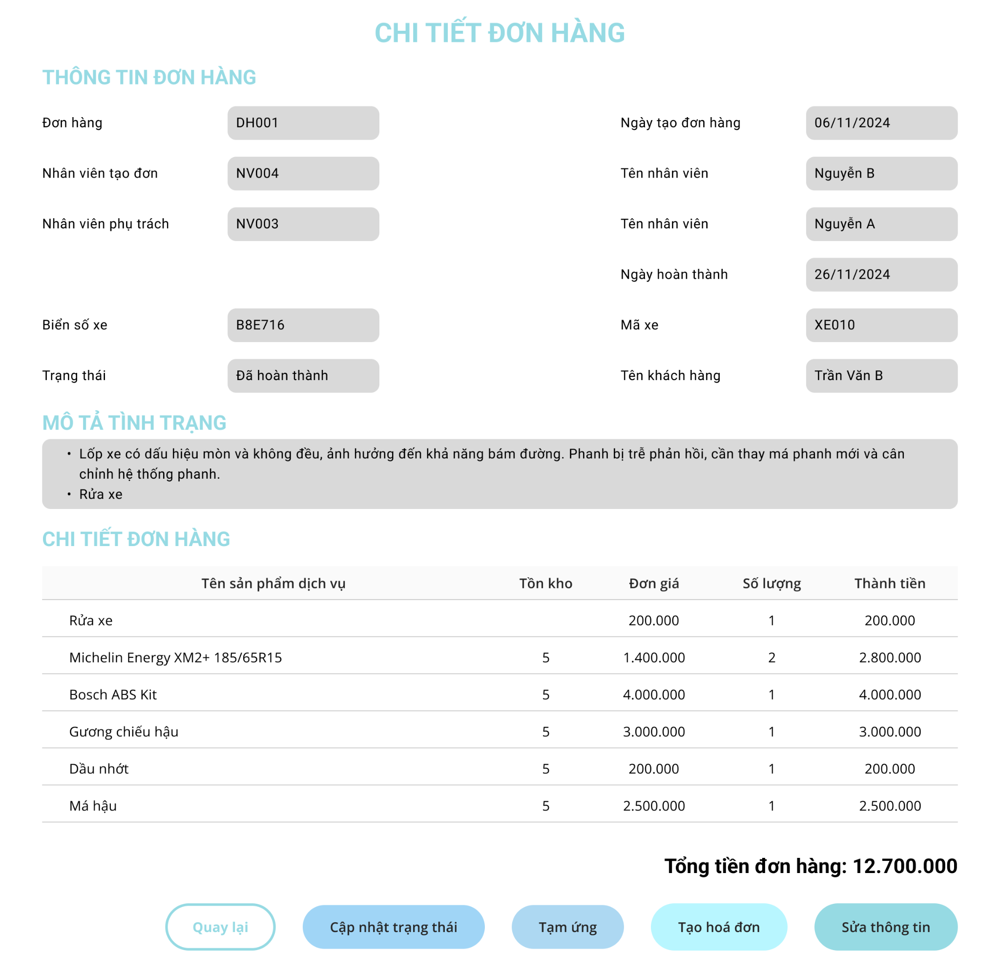 CHI TIẾT ĐƠN HÀNG
THÔNG TIN ĐƠN HÀNG
Đơn hàng DH001 Ngày tạo đơn hàng 06/11/2024
Nhân viên tạo đơn NV004 Tên nhân viên Nguyễn B
Nhân viên phụ trách NV003 Tên nhân viên Nguyễn A
Ngày hoàn thành 26/11/2024
Biển số xe B8E716 Mã xe XE010
Trạng thái Đã hoàn thành Tên khách hàng Trần Văn B
MÔ TẢ TÌNH TRẠNG
• Lốp xe có dấu hiệu mòn và không đều, ảnh hưởng đến khả năng bám đường. Phanh bị trễ phản hồi, cần thay má phanh mới và cân
chỉnh hệ thống phanh.
• Rửa xe
CHI TIẾT ĐƠN HÀNG
Tên sản phẩm dịch vụ Tồn kho Đơn giá Số lượng Thành tiền
Rửa xe 200.000 1 200.000
Michelin Energy XM2+ 185/65R15 5 1.400.000 2 2.800.000
Bosch ABS Kit 5 4.000.000 1 4.000.000
Gương chiếu hậu 5 3.000.000 1 3.000.000
Dầu nhớt 5 200.000 1 200.000
Má hậu 5 2.500.000 1 2.500.000
Tổng tiền đơn hàng: 12.700.000
Quay lại Cập nhật trạng thái Tạm ứng Tạo hoá đơn Sửa thông tin